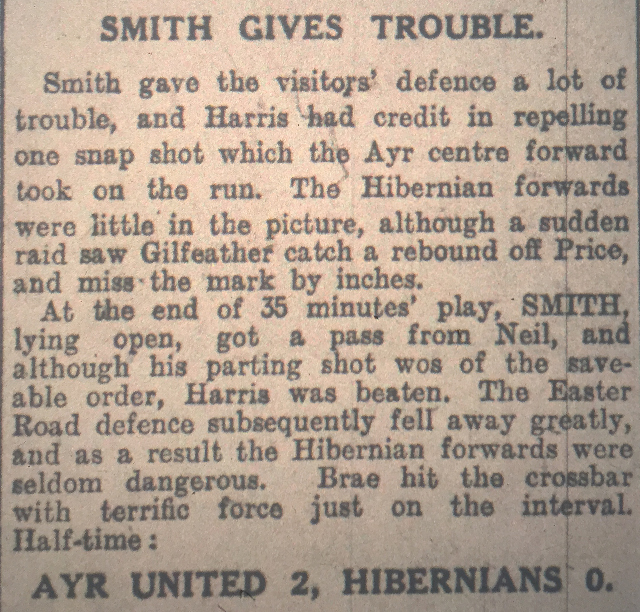 SMITH GIVES TROUBLE.
Smith gave the visitors' defence a lot of
trouble, and Harris had credit in repelling
one snap shot which the Ayr centre forward
took on the run. The Hibernian forwards
were little in the picture, although a sudden
raid saw Gilfeather catch a rebound off Price,
and miss the mark by inches.
At the end of 35 minutes' play, SMITH,
lying open, got a pass from Neil, and
although his parting shot wos of the save-
able order, Harris was beaten. The Easter
Road defence subsequently fell away greatly,
and as a result the Hibernian forwards were
seldom dangerous. Brae hit the crossbar
with terrific force just on the interval.
Half-time:
AYR UNITED 2, HIBERNIANS 0.